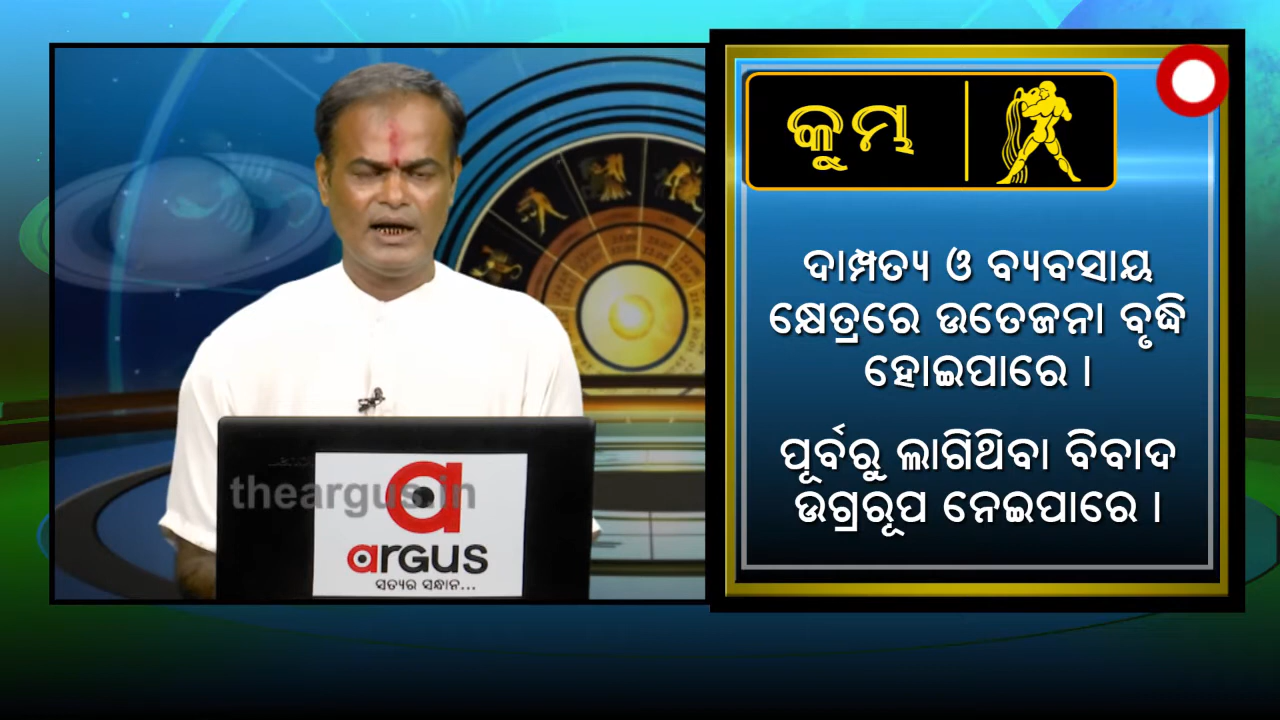 କୁମ୍ଭ
ଦାମ୍ପତ୍ୟ ଓ ବ୍ୟବସାୟ
କ୍ଷେତ୍ରରେ ଉତେଜନା ବୃଦ୍ଧି
ହୋଇପାରେ ।
ପୂର୍ବରୁ ଲାଗିଥିବା ବିବାଦ
ଉଗ୍ରରୂପ ନେଇପାରେ ।
theargus.in
a
argus
ସତ୍ୟର ସନ୍ଧାନ...